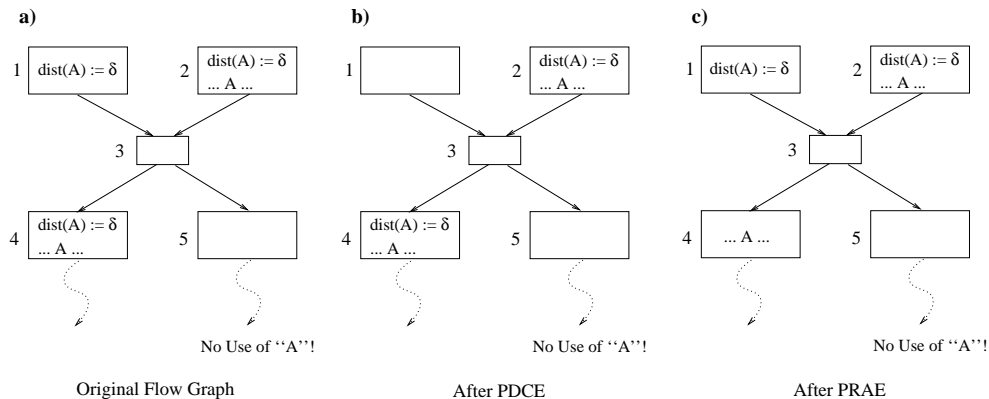 a)
1
dist(A) := δ
2
dist(A) := δ
... A ...
3
4
dist(A) := δ
... A ...
5
No Use of ‘‘A’’!
Original Flow Graph
b)
1
2
dist(A) := δ
... A ...
3
4
dist(A) := δ
... A ...
5
No Use of ‘‘A’’!
After PDCE
c)
1
dist(A) := δ
2
dist(A) := δ
... A ...
3
4
... A ...
5
No Use of ‘‘A’’!
After PRAE